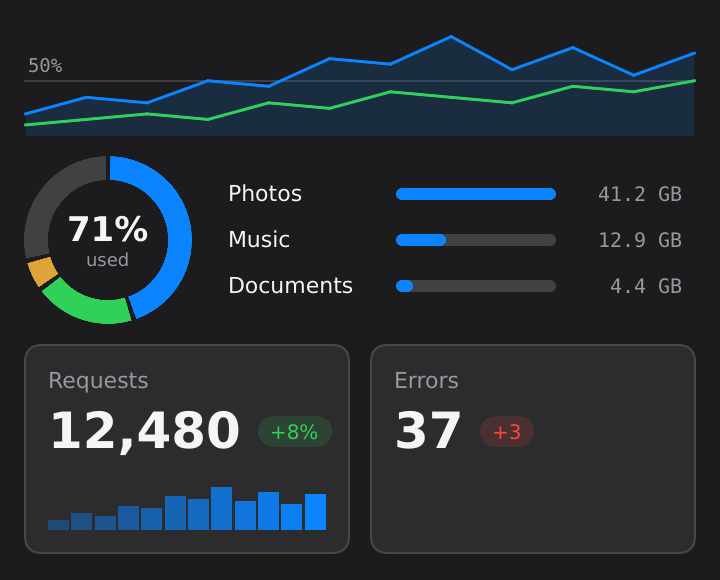 50%
71%
used
Photos 41.2 GB
Music 12.9 GB
Documents 4.4 GB
Requests
12,480 +8%
Errors
37 +3